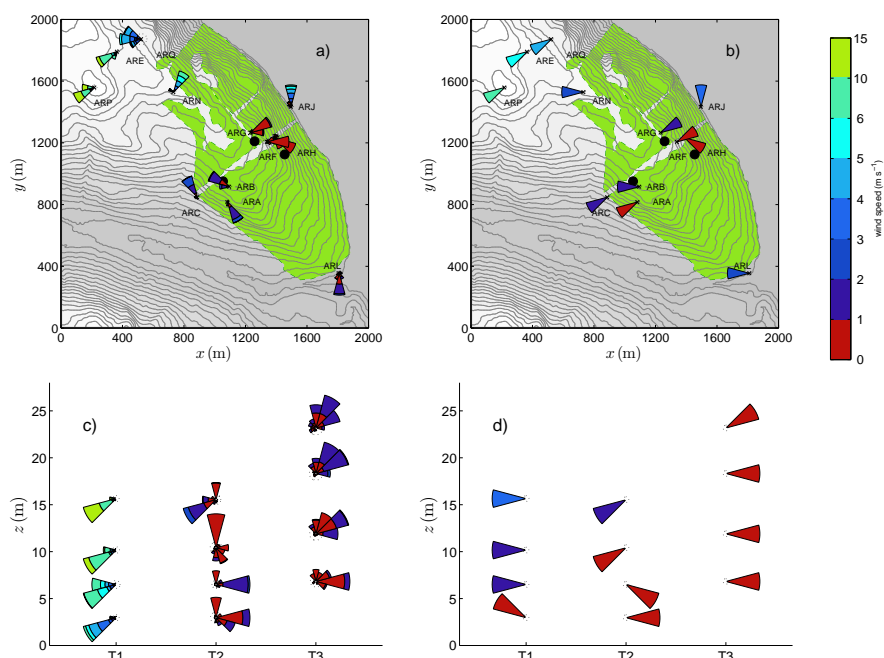 a)
2000
1600
1200
800
400
0
y (m)
0 400 800 1200 1600 2000
x (m)
ARQ
ARE
ARP
ARN
ARJ
ARG
ARF
ARH
ARB
ARA
ARC
ARL
b)
2000
1600
1200
800
400
0
y (m)
0 400 800 1200 1600 2000
x (m)
ARQ
ARE
ARP
ARN
ARJ
ARG
ARF
ARH
ARB
ARA
ARC
ARL
15
10
6
5
4
3
2
1
0
wind speed (m s⁻¹)
c)
25
20
15
10
5
0
z (m)
T1 T2 T3
d)
25
20
15
10
5
0
z (m)
T1 T2 T3